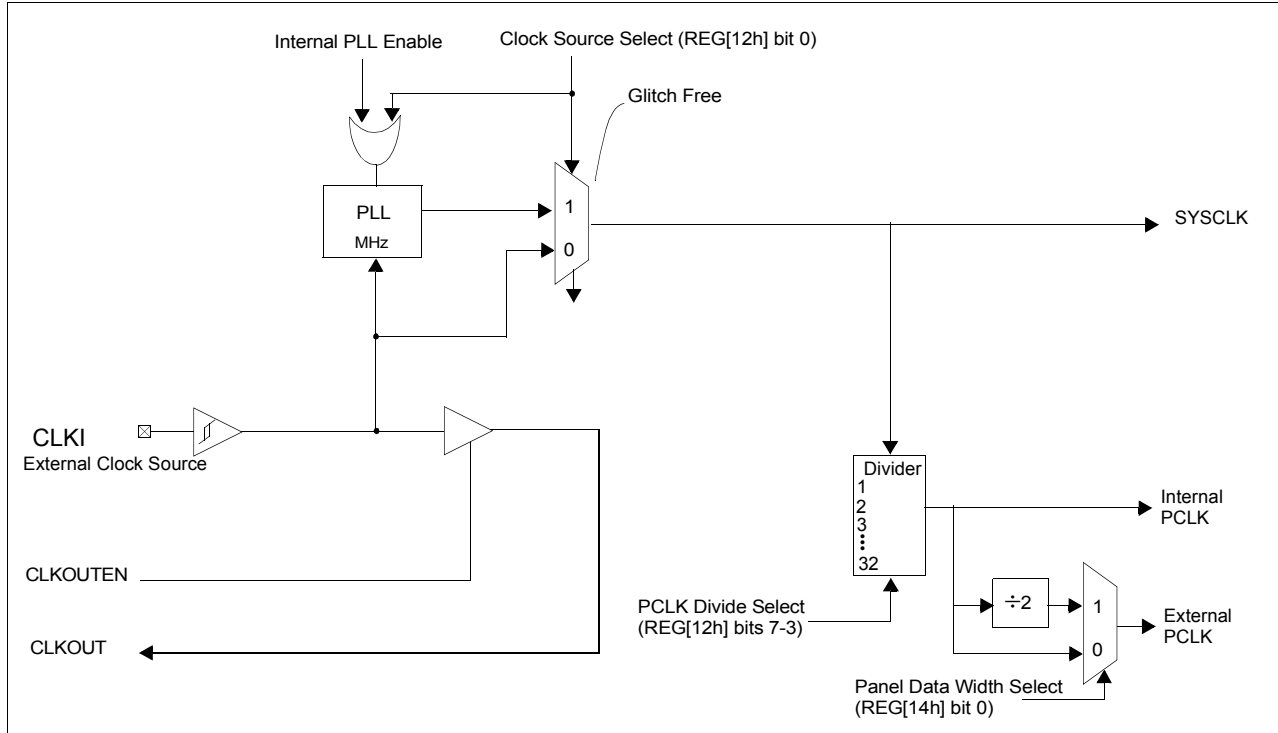 Internal PLL Enable
Clock Source Select (REG[12h] bit 0)
Glitch Free
PLL
MHz
1
0
SYSCLK
CLKI
External Clock Source
Divider
1
2
3
32
Internal
PCLK
CLKOUTEN
PCLK Divide Select
(REG[12h] bits 7-3)
÷2
1
0
External
PCLK
CLKOUT
Panel Data Width Select
(REG[14h] bit 0)